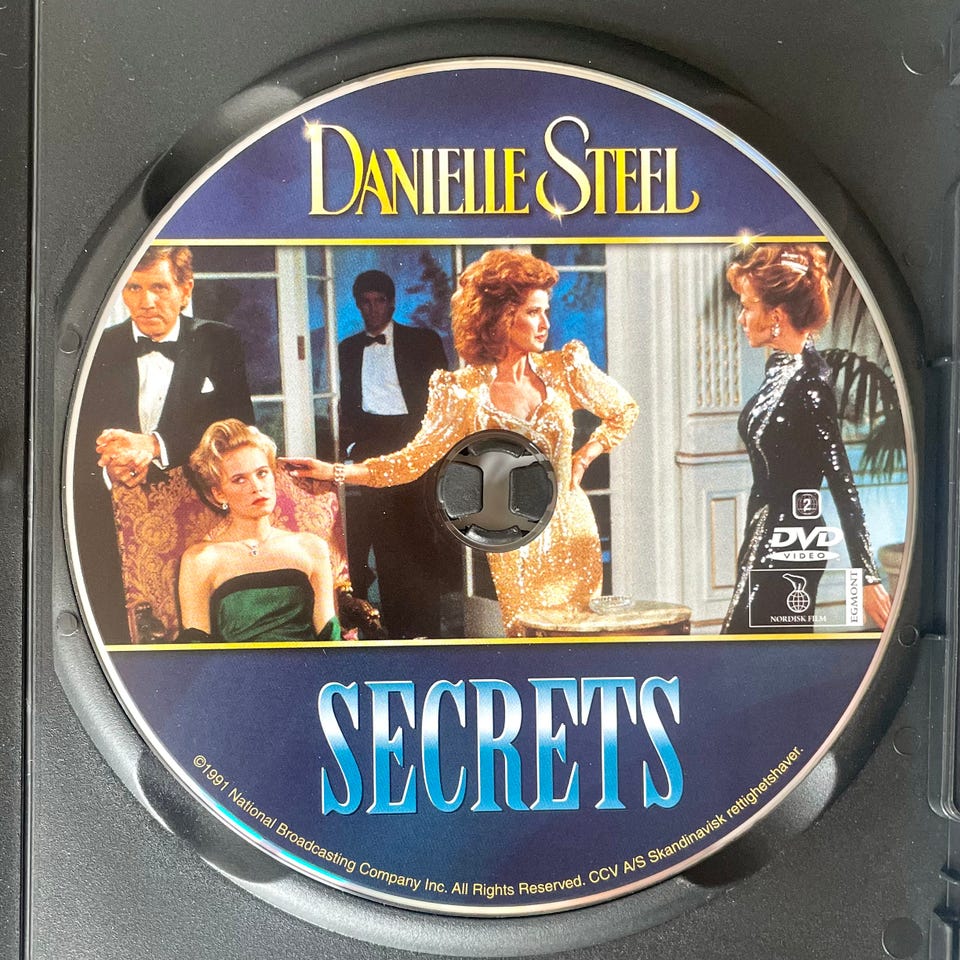 DANIELLE STEEL
2
DVD
VIDEO
NORDISK FILM
EGMONT
SECRETS
©1991 National Broadcasting Company Inc. All Rights Reserved. CCV A/S Skandinavisk rettighetshaver.